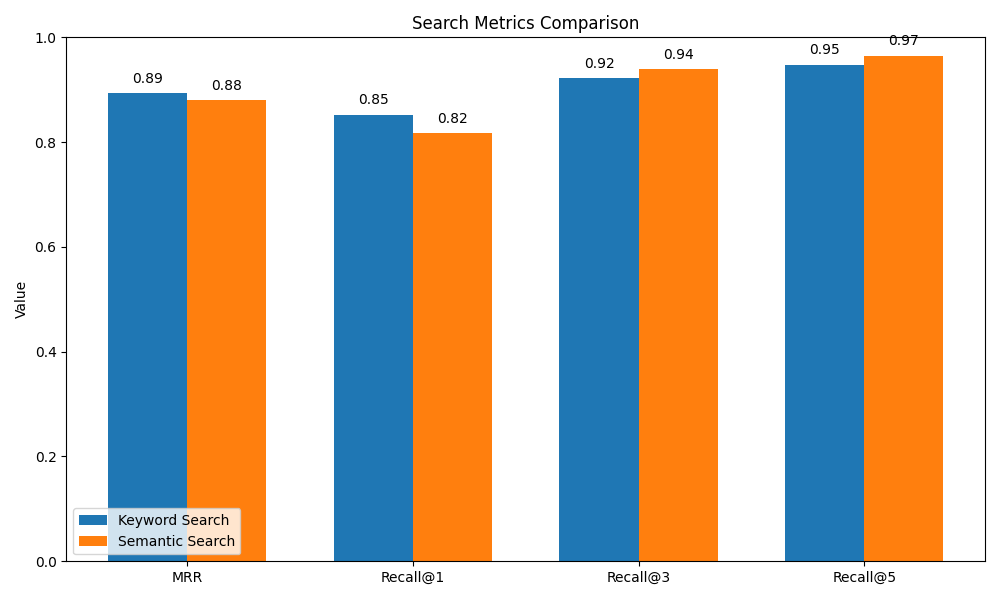 Search Metrics Comparison
1.0
0.8
0.6
0.4
0.2
0.0
Value
0.89
0.88
0.85
0.82
0.92
0.94
0.95
0.97
Keyword Search
Semantic Search
MRR
Recall@1
Recall@3
Recall@5